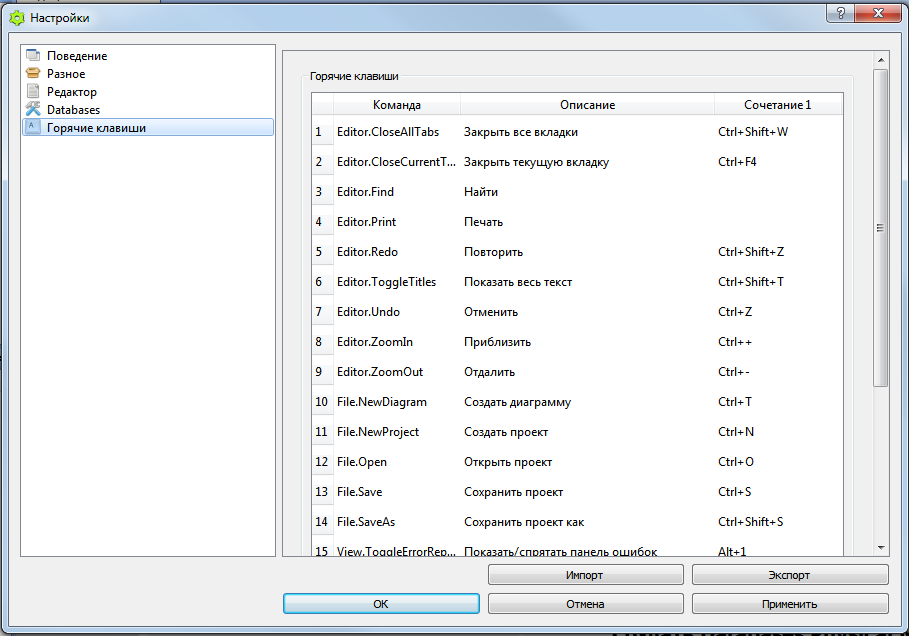 Настройки
?
Поведение
Разное
Редактор
Databases
Горячие клавиши
Горячие клавиши
Команда Описание Сочетание 1
1 Editor.CloseAllTabs Закрыть все вкладки Ctrl+Shift+W
2 Editor.CloseCurrentT... Закрыть текущую вкладку Ctrl+F4
3 Editor.Find Найти
4 Editor.Print Печать
5 Editor.Redo Повторить Ctrl+Shift+Z
6 Editor.ToggleTitles Показать весь текст Ctrl+Shift+T
7 Editor.Undo Отменить Ctrl+Z
8 Editor.ZoomIn Приблизить Ctrl++
9 Editor.ZoomOut Отдалить Ctrl+-
10 File.NewDiagram Создать диаграмму Ctrl+T
11 File.NewProject Создать проект Ctrl+N
12 File.Open Открыть проект Ctrl+O
13 File.Save Сохранить проект Ctrl+S
14 File.SaveAs Сохранить проект как Ctrl+Shift+S
15 View.ToggleErrorRep... Показать/спрятать панель ошибок Alt+1
Импорт Экспорт
OK Отмена Применить